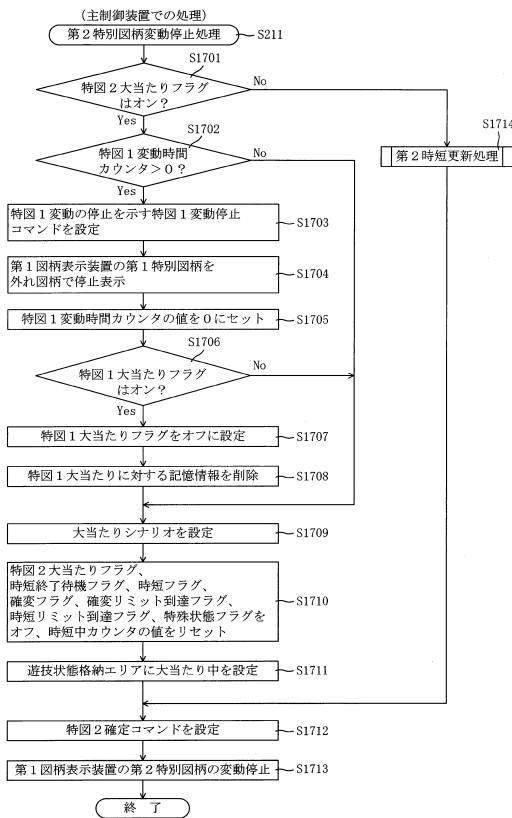 (主制御装置での処理)
第2特別図柄変動停止処理
S211
S1701
特図2大当たりフラグ
はオン?
No
Yes
S1714
第2時短更新処理
S1702
特図1変動時間
カウンタ>0?
No
Yes
特図1変動の停止を示す特図1変動停止
コマンドを設定
S1703
第1図柄表示装置の第1特別図柄を
外れ図柄で停止表示
S1704
特図1変動時間カウンタの値を0にセット
S1705
S1706
特図1大当たりフラグ
はオン?
No
Yes
特図1大当たりフラグをオフに設定
S1707
特図1大当たりに対する記憶情報を削除
S1708
大当たりシナリオを設定
S1709
特図2大当たりフラグ、
時短終了待機フラグ、時短フラグ、
確変フラグ、確変リミット到達フラグ、
時短リミット到達フラグ、特殊状態フラグを
オフ、時短中カウンタの値をリセット
S1710
遊技状態格納エリアに大当たり中を設定
S1711
特図2確定コマンドを設定
S1712
第1図柄表示装置の第2特別図柄の変動停止
S1713
終了